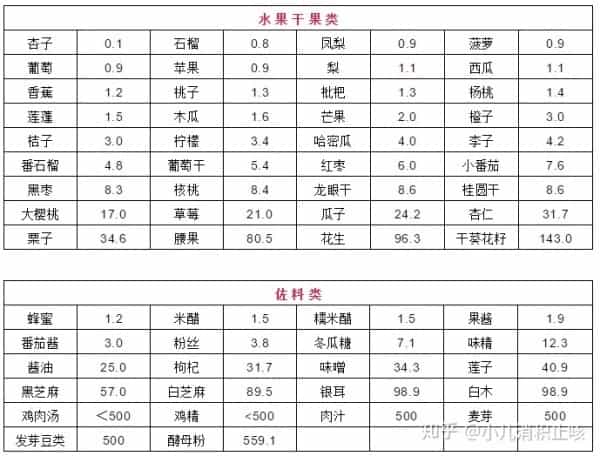 水果干果类
杏子 0.1 石榴 0.8 凤梨 0.9 菠萝 0.9
葡萄 0.9 苹果 0.9 梨 1.1 西瓜 1.1
香蕉 1.2 桃子 1.3 枇杷 1.3 杨桃 1.4
莲蓬 1.5 木瓜 1.6 芒果 2.0 橙子 3.0
桔子 3.0 柠檬 3.4 哈密瓜 4.0 李子 4.2
番石榴 4.8 葡萄干 5.4 红枣 6.0 小番茄 7.6
黑枣 8.3 核桃 8.4 龙眼干 8.6 桂圆干 8.6
大樱桃 17.0 草莓 21.0 瓜子 24.2 杏仁 31.7
栗子 34.6 腰果 80.5 花生 96.3 干葵花籽 143.0
佐料类
蜂蜜 1.2 米醋 1.5 糯米醋 1.5 果酱 1.9
番茄酱 3.0 粉丝 3.8 冬瓜糖 7.1 味精 12.3
酱油 25.0 枸杞 31.7 味噌 34.3 莲子 40.9
黑芝麻 57.0 白芝麻 89.5 银耳 98.9 白木 98.9
鸡肉汤 ＜500 鸡精 <500 肉汁 500 麦芽 500
发芽豆类 500 酵母粉 559.1
知乎 @小儿消积止咳